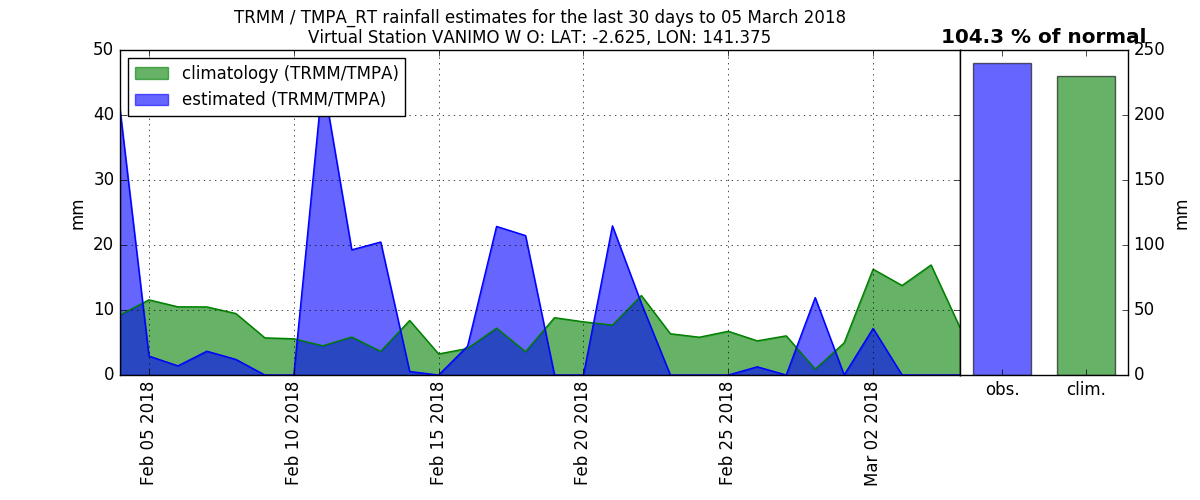 TRMM / TMPA_RT rainfall estimates for the last 30 days to 05 March 2018
Virtual Station VANIMO W O: LAT: -2.625, LON: 141.375
104.3 % of normal
climatology (TRMM/TMPA)
estimated (TRMM/TMPA)
50
40
30
20
10
0
mm
Feb 05 2018
Feb 10 2018
Feb 15 2018
Feb 20 2018
Feb 25 2018
Mar 02 2018
obs.
clim.
250
200
150
100
50
0
mm